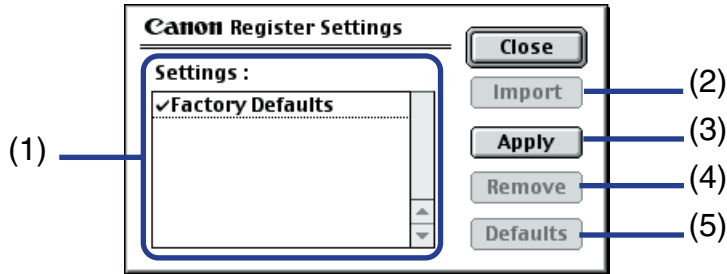 Canon Register Settings
Close
Settings :
Import
(2)
✓Factory Defaults
(1)
Apply
(3)
Remove
(4)
Defaults
(5)